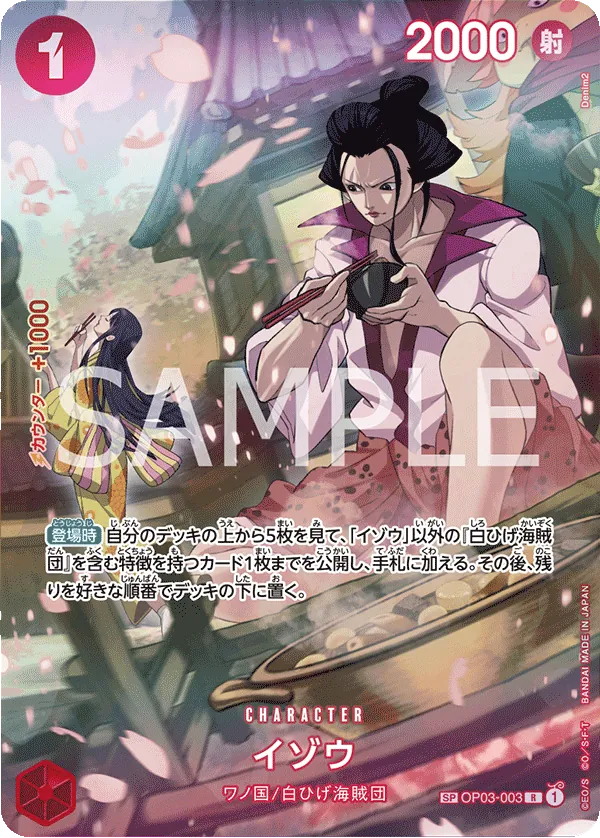 1
2000
射
Denim2
カウンター +1000
SAMPLE
登場時 自分のデッキの上から5枚を見て、「イゾウ」以外の『白ひげ海賊
団』を含む特徴を持つカード1枚までを公開し、手札に加える。その後、残
りを好きな順番でデッキの下に置く。
CHARACTER
イゾウ
ワノ国/白ひげ海賊団
SP OP03-003 R 1
©E.O/S ©O/S・F・T BANDAI MADE IN JAPAN